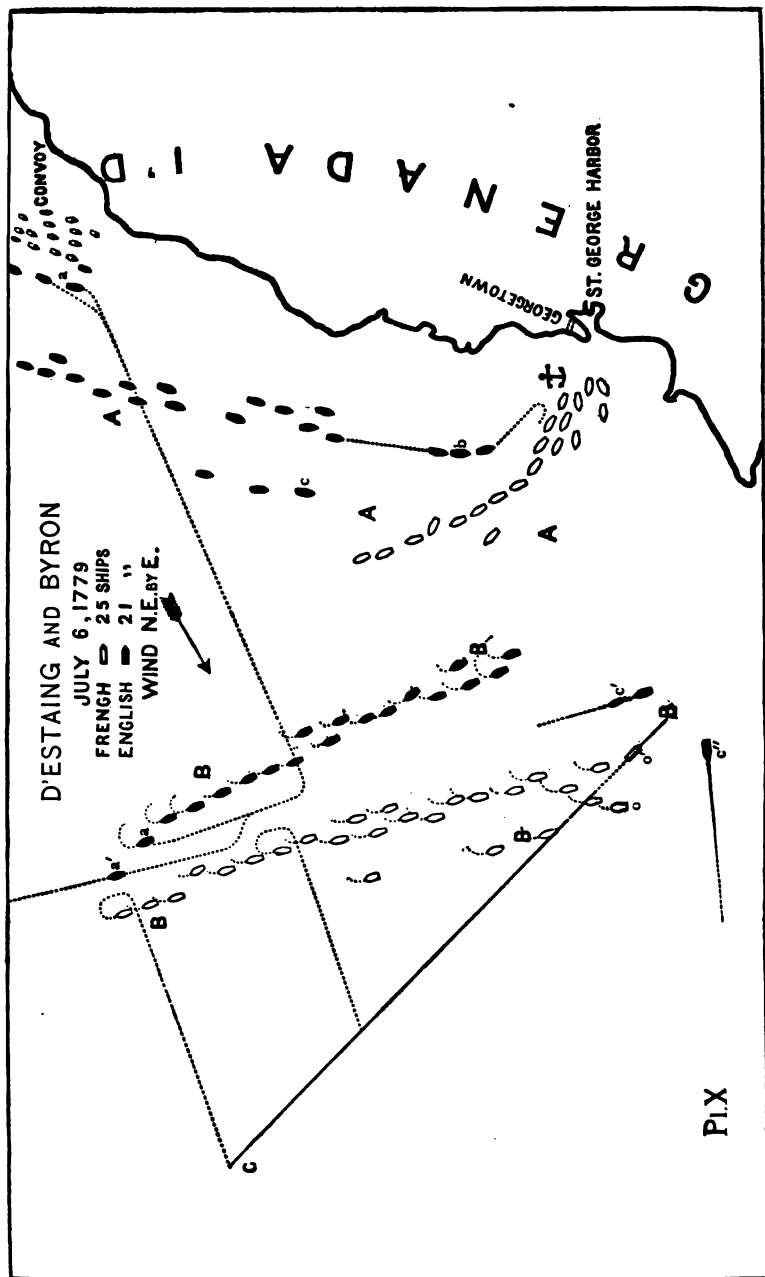 D'ESTAING AND BYRON
JULY 6, 1779
FRENCH 25 SHIPS
ENGLISH 21 "
WIND N.E. BY E.
CONVOY
GRENADA I'D
GEORGETOWN
ST. GEORGE HARBOR
a
A
b
c
A
A
B
a
a'
B
B'
B
c'
B'
o
o
c''
C
Pl. X